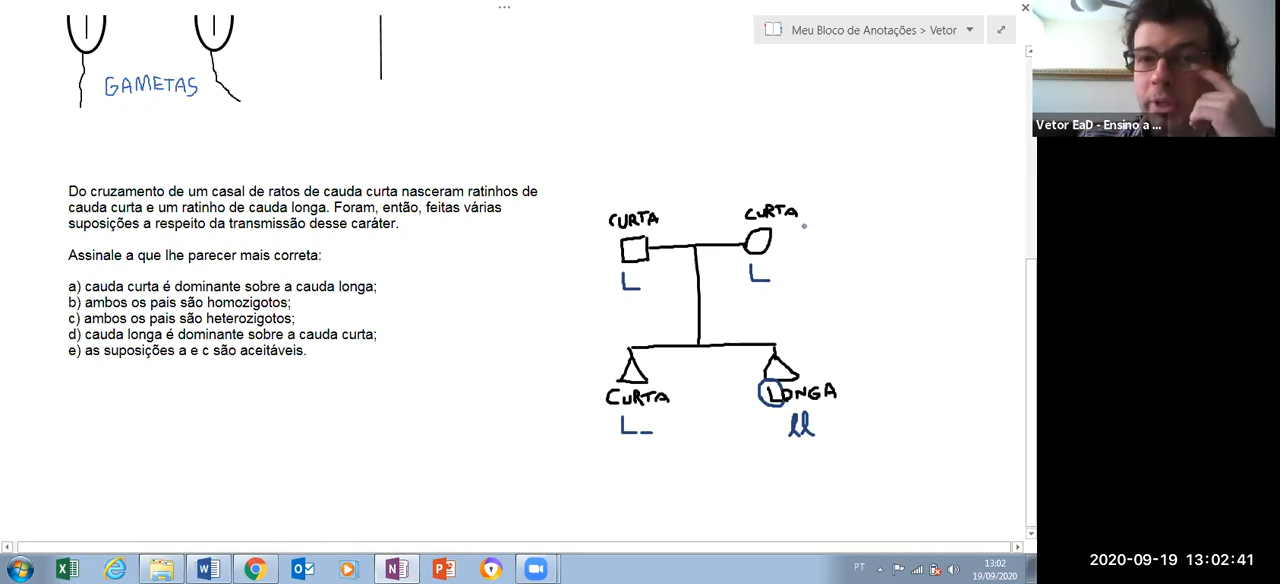 Meu Bloco de Anotações > Vetor
GAMETAS
Vetor EaD - Ensino a ...
Do cruzamento de um casal de ratos de cauda curta nasceram ratinhos de
cauda curta e um ratinho de cauda longa. Foram, então, feitas várias
suposições a respeito da transmissão desse caráter.
Assinale a que lhe parecer mais correta:
a) cauda curta é dominante sobre a cauda longa;
b) ambos os pais são homozigotos;
c) ambos os pais são heterozigotos;
d) cauda longa é dominante sobre a cauda curta;
e) as suposições a e c são aceitáveis.
CURTA CURTA
L L
CURTA LONGA
L_ ll
PT
13:02
19/09/2020
2020-09-19 13:02:41